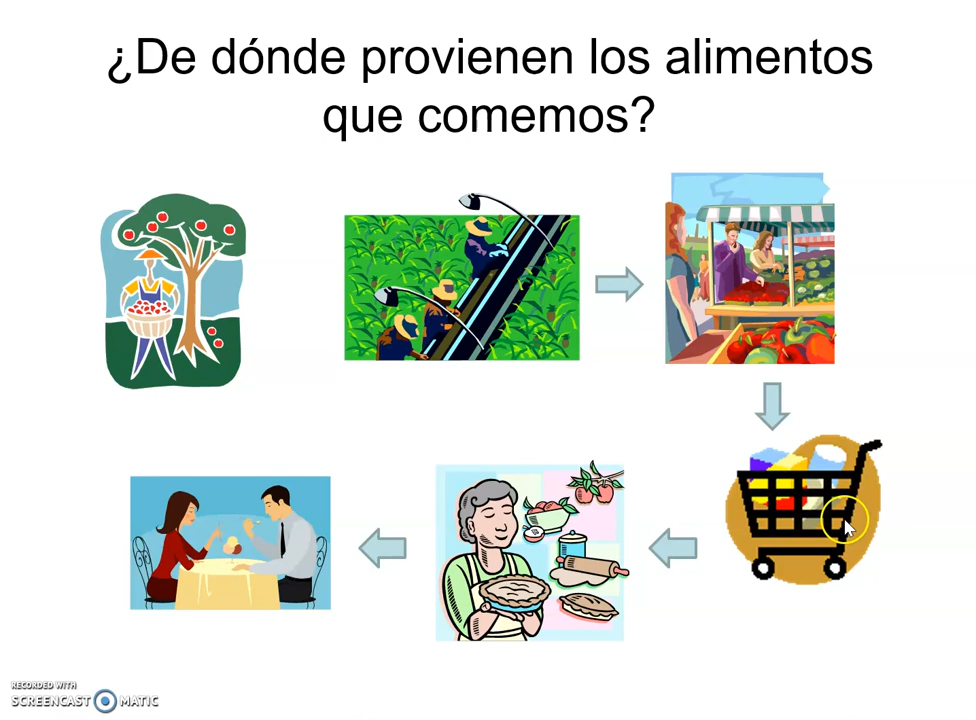 ¿De dónde provienen los alimentos
que comemos?
RECORDED WITH
SCREENCAST MATIC